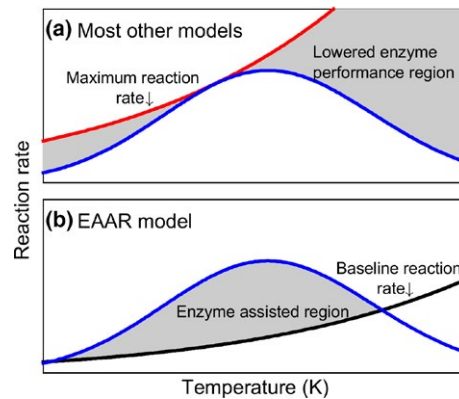 (a) Most other models
Lowered enzyme
performance region
Maximum reaction
rate↓
Reaction rate
(b) EAAR model
Baseline reaction
rate↓
Enzyme assisted region
Temperature (K)